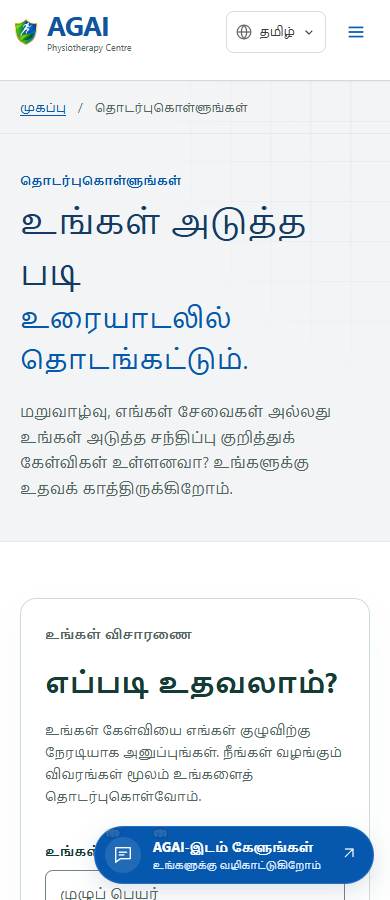 AGAI
Physiotherapy Centre
தமிழ்
முகப்பு / தொடர்புகொள்ளுங்கள்
தொடர்புகொள்ளுங்கள்
உங்கள் அடுத்த
படி
உரையாடலில்
தொடங்கட்டும்.
மறுவாழ்வு, எங்கள் சேவைகள் அல்லது
உங்கள் அடுத்த சந்திப்பு குறித்துக்
கேள்விகள் உள்ளனவா? உங்களுக்கு
உதவக் காத்திருக்கிறோம்.
உங்கள் விசாரணை
எப்படி உதவலாம்?
உங்கள் கேள்வியை எங்கள் குழுவிற்கு
நேரடியாக அனுப்புங்கள். நீங்கள் வழங்கும்
விவரங்கள் மூலம் உங்களைத்
தொடர்புகொள்வோம்.
AGAI-இடம் கேளுங்கள்
உங்களுக்கு வழிகாட்டுகிறோம்
முழுப் பெயர்